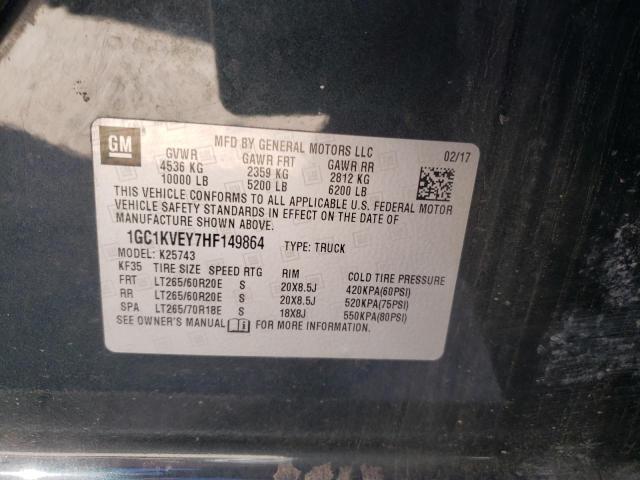 GM
MFD BY GENERAL MOTORS LLC 02/17
GVWR GAWR FRT GAWR RR
4536 KG 2359 KG 2812 KG
10000 LB 5200 LB 6200 LB
THIS VEHICLE CONFORMS TO ALL APPLICABLE U.S. FEDERAL MOTOR
VEHICLE SAFETY STANDARDS IN EFFECT ON THE DATE OF
MANUFACTURE SHOWN ABOVE.
1GC1KVEY7HF149864 TYPE: TRUCK
MODEL: K25743
KF35 TIRE SIZE SPEED RTG RIM COLD TIRE PRESSURE
FRT LT265/60R20E S 20X8.5J 420KPA(60PSI)
RR LT265/60R20E S 20X8.5J 520KPA(75PSI)
SPA LT265/70R18E S 18X8J 550KPA(80PSI)
SEE OWNER'S MANUAL i FOR MORE INFORMATION.